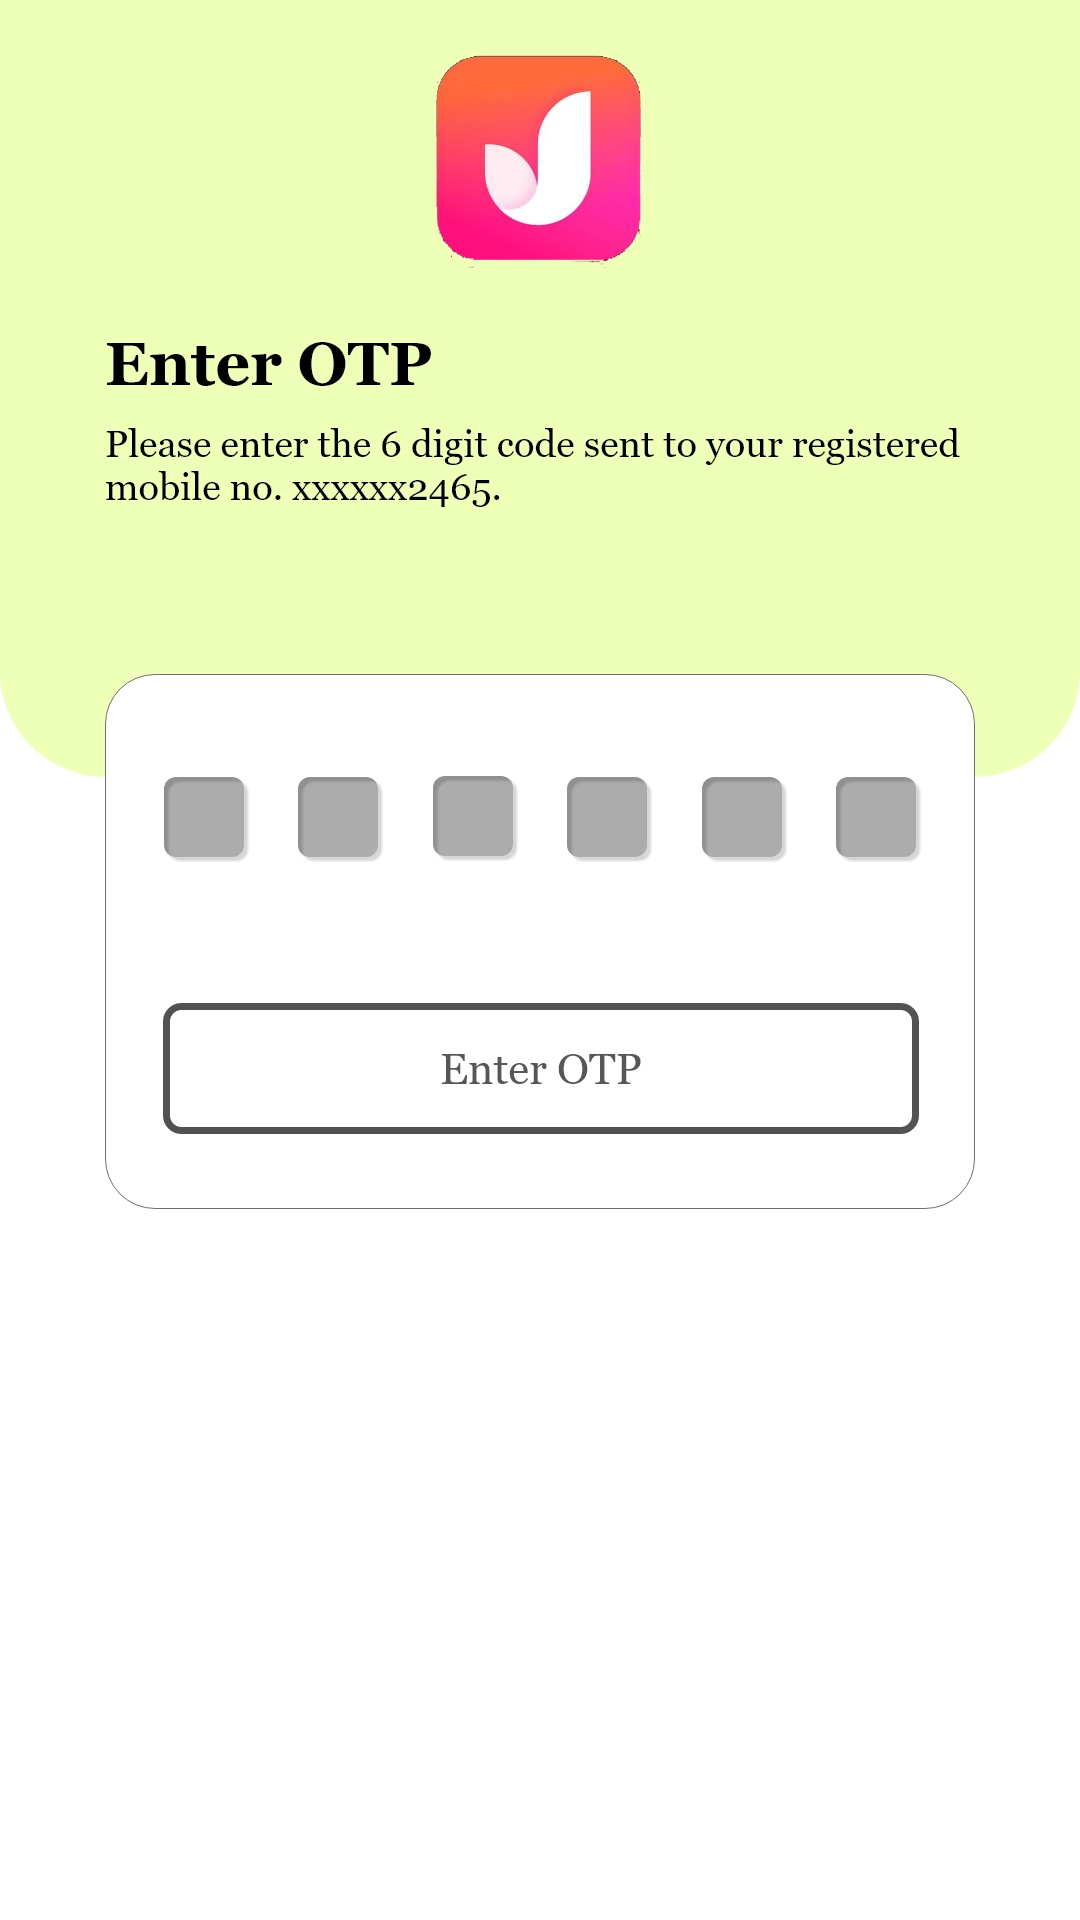 Enter OTP
Please enter the 6 digit code sent to your registered
mobile no. xxxxxx2465.
Enter OTP